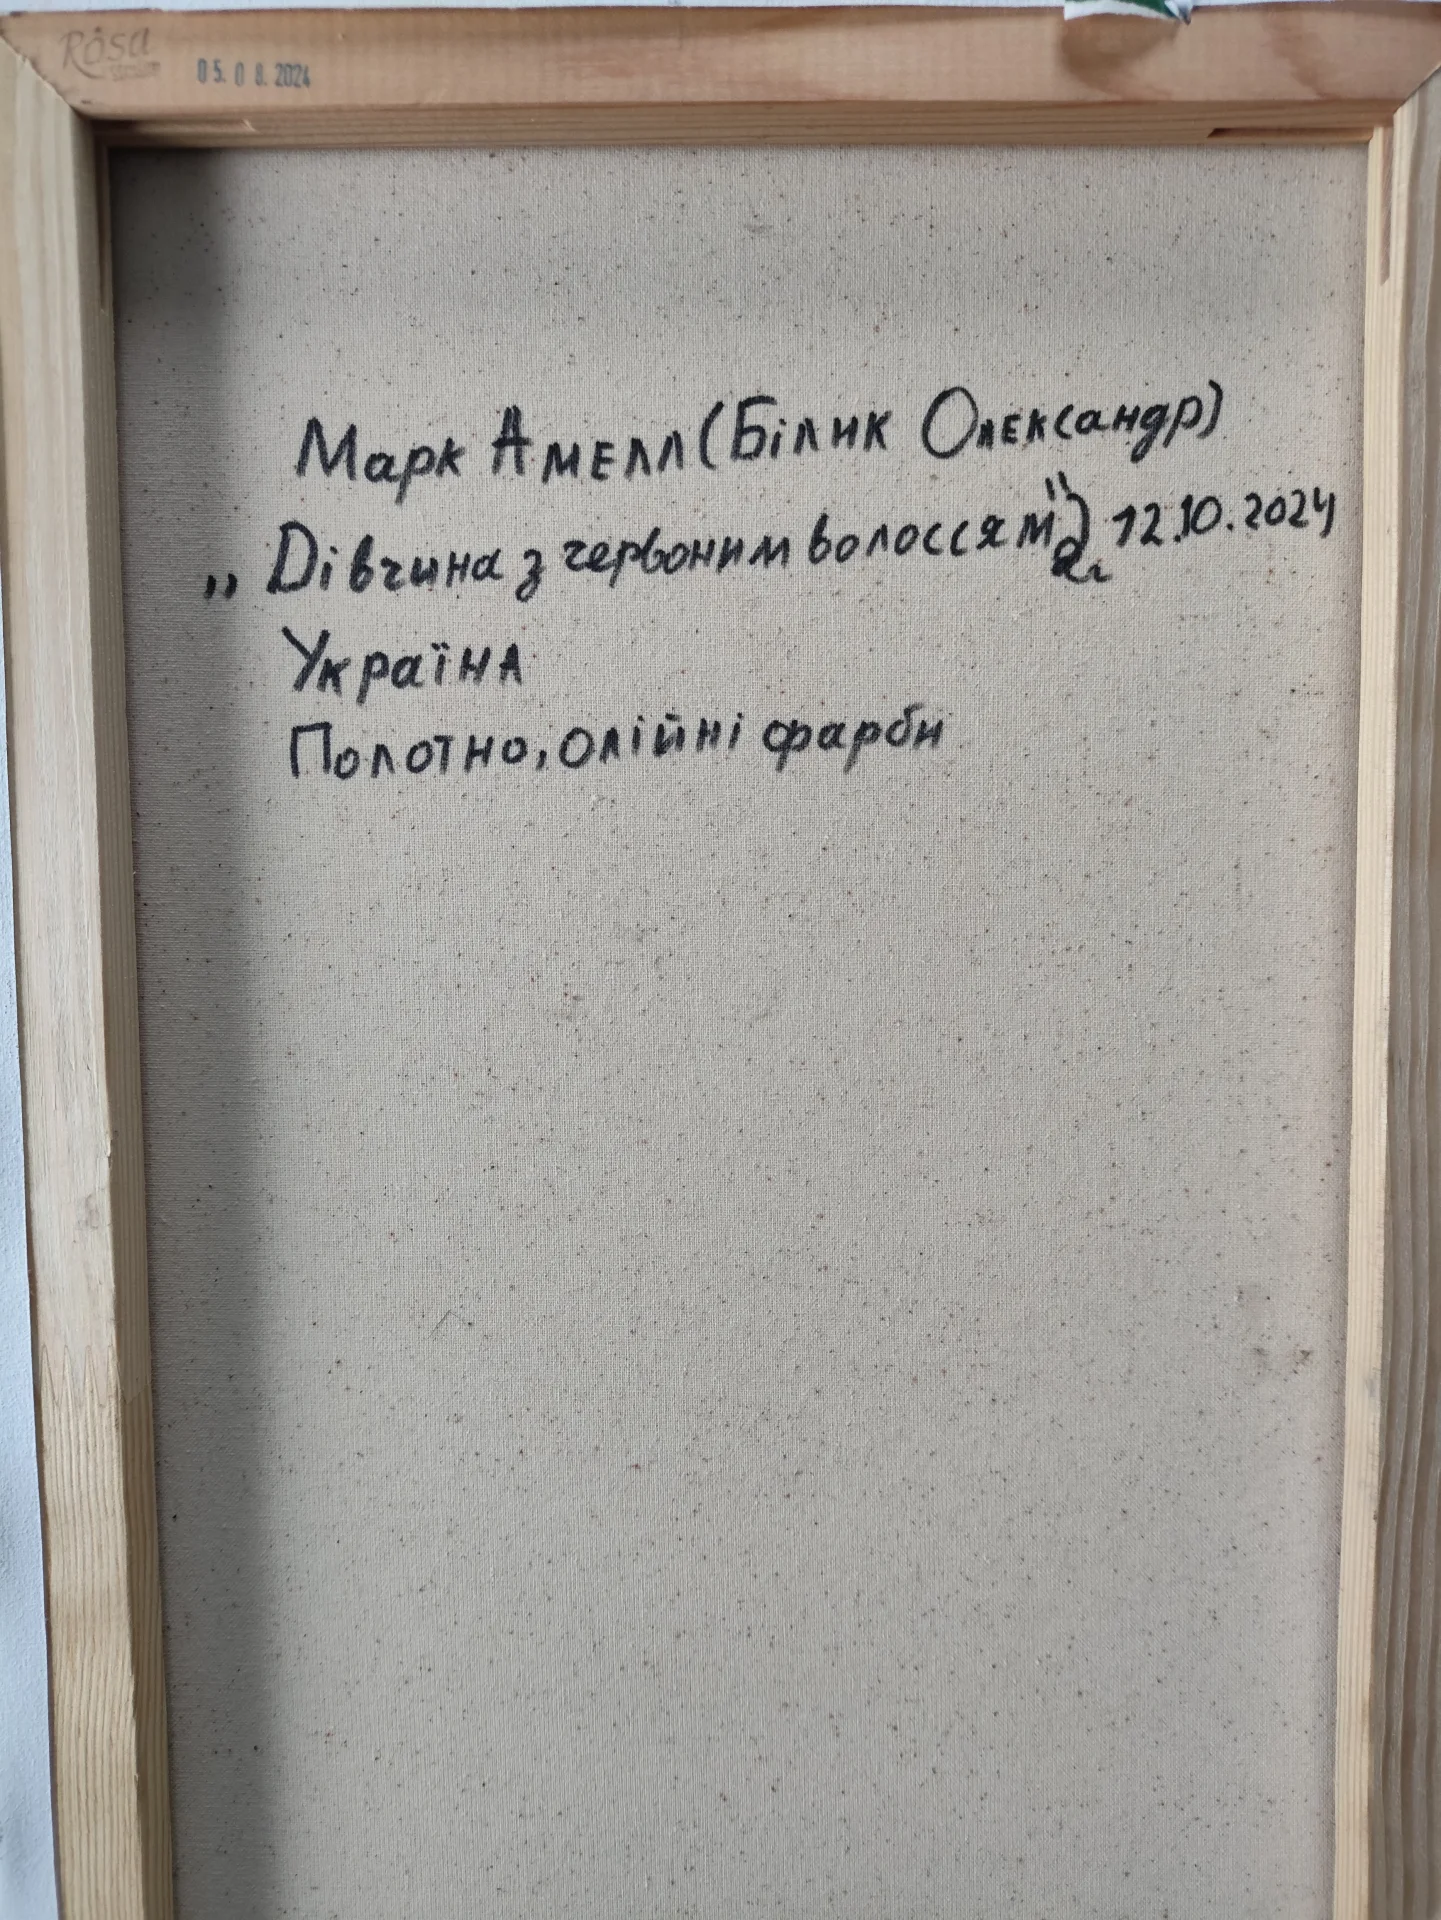 Rosa
05.08.2024
Марк Амелл (Білик Олександр)
„Дівчина з червоним волоссям" 12.10.2024
Україна
Полотно, олійні фарби